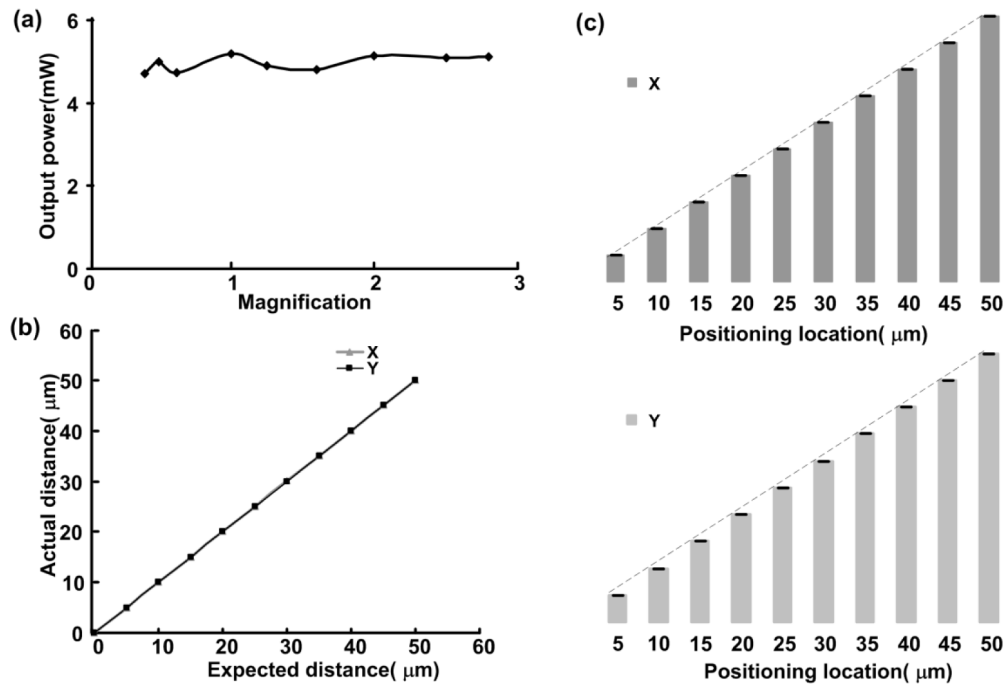 (a)
6
4
2
0
Output power(mW)
0 1 2 3
Magnification
(b)
60
50
40
30
20
10
0
Actual distance( μm)
X
Y
0 10 20 30 40 50 60
Expected distance( μm)
(c)
X
5 10 15 20 25 30 35 40 45 50
Positioning location( μm)
Y
5 10 15 20 25 30 35 40 45 50
Positioning location( μm)